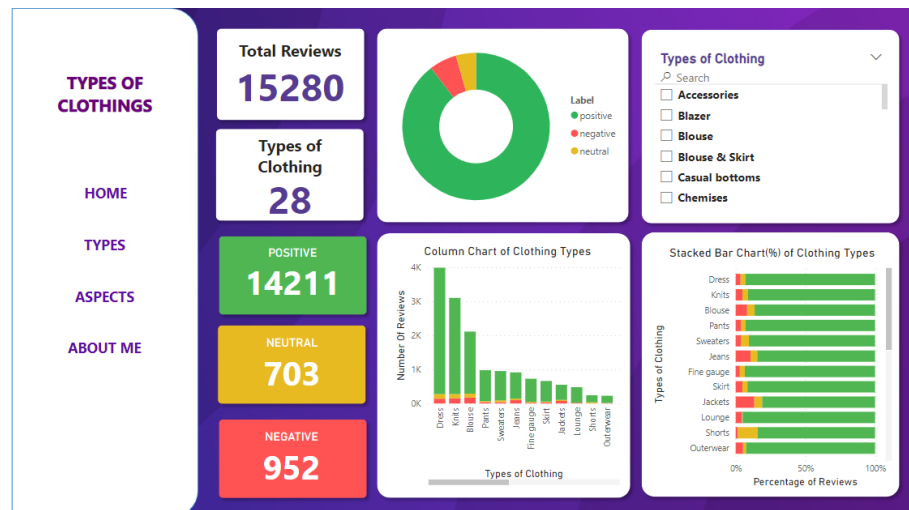 TYPES OF
CLOTHINGS
HOME
TYPES
ASPECTS
ABOUT ME
Total Reviews
15280
Types of
Clothing
28
POSITIVE
14211
NEUTRAL
703
NEGATIVE
952
Label
positive
negative
neutral
Types of Clothing
Search
Accessories
Blazer
Blouse
Blouse & Skirt
Casual bottoms
Chemises
Column Chart of Clothing Types
Number Of Reviews
4K
3K
2K
1K
0K
Dress
Knits
Blouse
Pants
Sweaters
Jeans
Fine gauge
Skirt
Jackets
Lounge
Shorts
Outerwear
Types of Clothing
Stacked Bar Chart(%) of Clothing Types
Types of Clothing
Dress
Knits
Blouse
Pants
Sweaters
Jeans
Fine gauge
Skirt
Jackets
Lounge
Shorts
Outerwear
0%
50%
100%
Percentage of Reviews